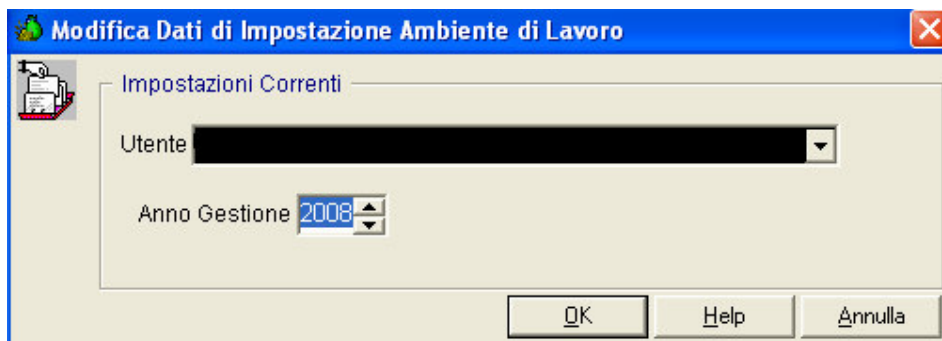 Modifica Dati di Impostazione Ambiente di Lavoro
Impostazioni Correnti
Utente
Anno Gestione 2008
OK Help Annulla